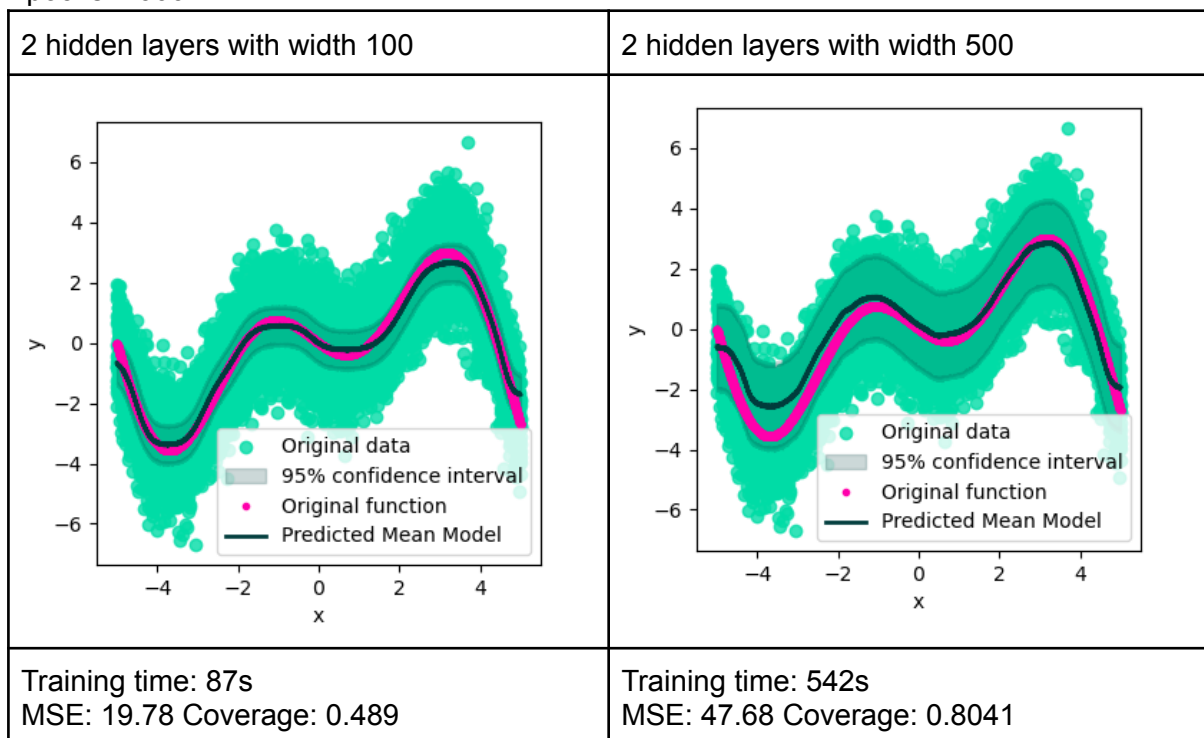 2 hidden layers with width 100
2 hidden layers with width 500
6
4
2
0
−2
−4
−6
y
−4
−2
0
2
4
x
Original data
95% confidence interval
Original function
Predicted Mean Model
6
4
2
0
−2
−4
−6
y
−4
−2
0
2
4
x
Original data
95% confidence interval
Original function
Predicted Mean Model
Training time: 87s
MSE: 19.78 Coverage: 0.489
Training time: 542s
MSE: 47.68 Coverage: 0.8041